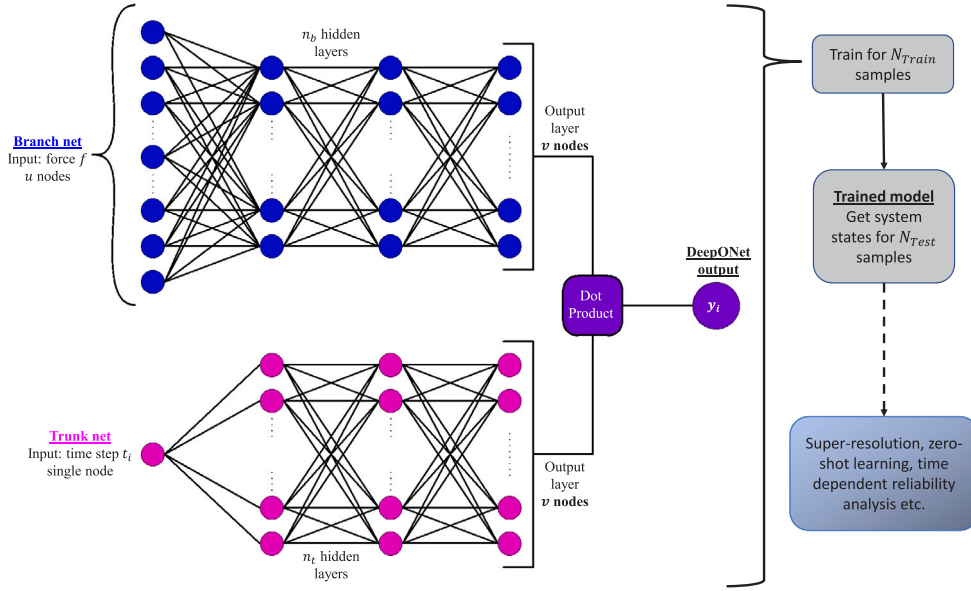 n_b hidden
layers
Branch net
Input: force f
u nodes
Output
layer
v nodes
Trunk net
Input: time step t_i
single node
n_t hidden
layers
Output
layer
v nodes
Dot
Product
DeepONet
output
y_i
Train for N_Train
samples
Trained model
Get system
states for N_Test
samples
Super-resolution, zero-
shot learning, time
dependent reliability
analysis etc.